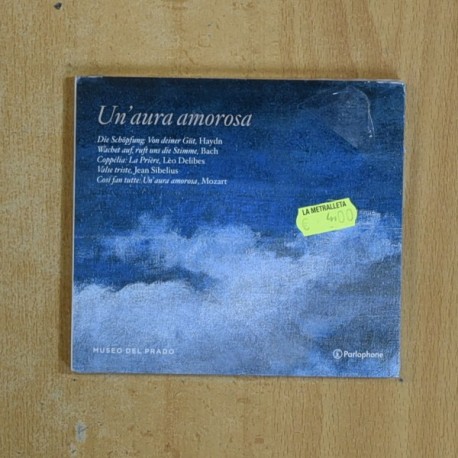 Un'aura amorosa
Die Schöpfung: Von deiner Güt, Haydn
Wachet auf, ruft uns die Stimme, Bach
Coppélia: La Prière, Léo Delibes
Valse triste, Jean Sibelius
Così fan tutte: Un'aura amorosa, Mozart
LA METRALLETA
€ 4,00
MUSEO DEL PRADO
Parlophone